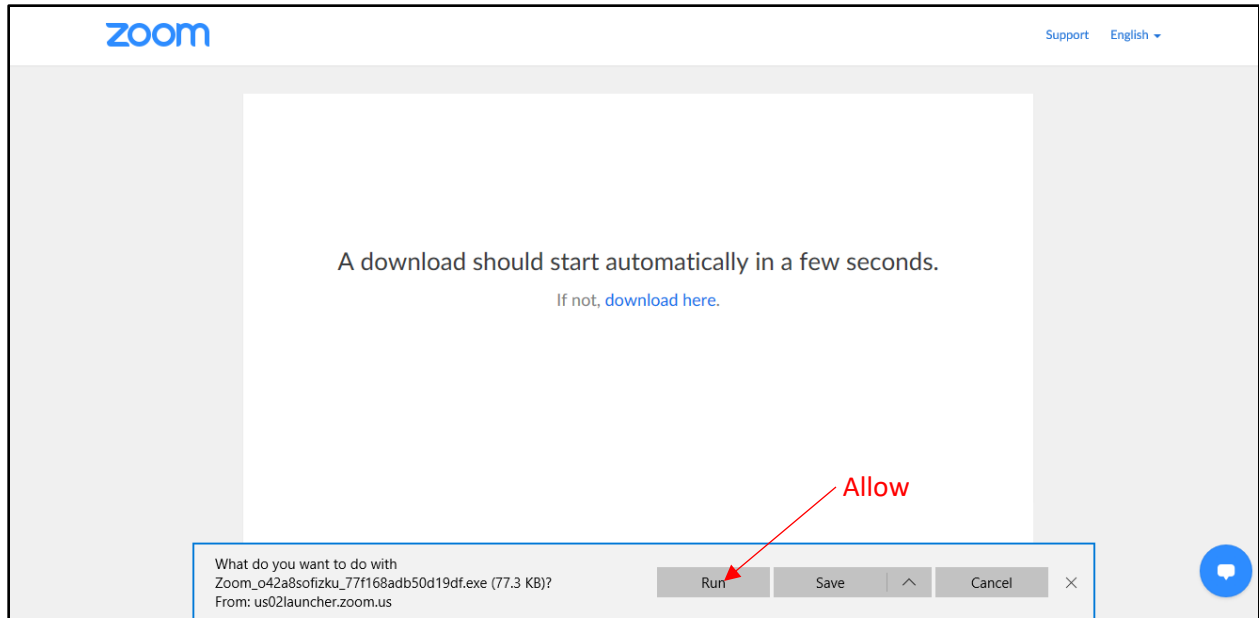 zoom
Support English
A download should start automatically in a few seconds.
If not, download here.
Allow
What do you want to do with
Zoom_o42a8sofizku_77f168adb50d19df.exe (77.3 KB)?
From: us02launcher.zoom.us
Run Save Cancel